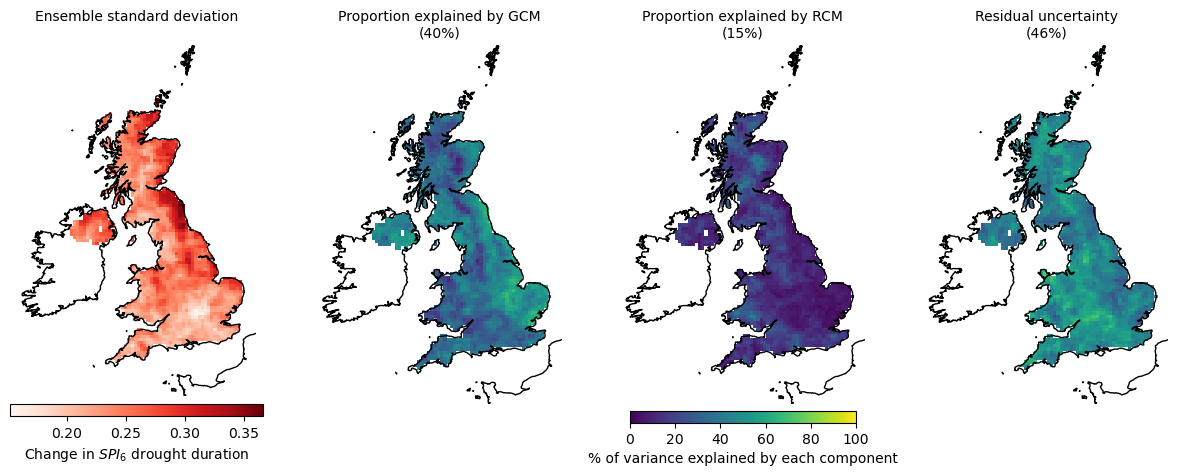 Ensemble standard deviation
Proportion explained by GCM
(40%)
Proportion explained by RCM
(15%)
Residual uncertainty
(46%)
0.20 0.25 0.30 0.35
Change in SPI₆ drought duration
0 20 40 60 80 100
% of variance explained by each component